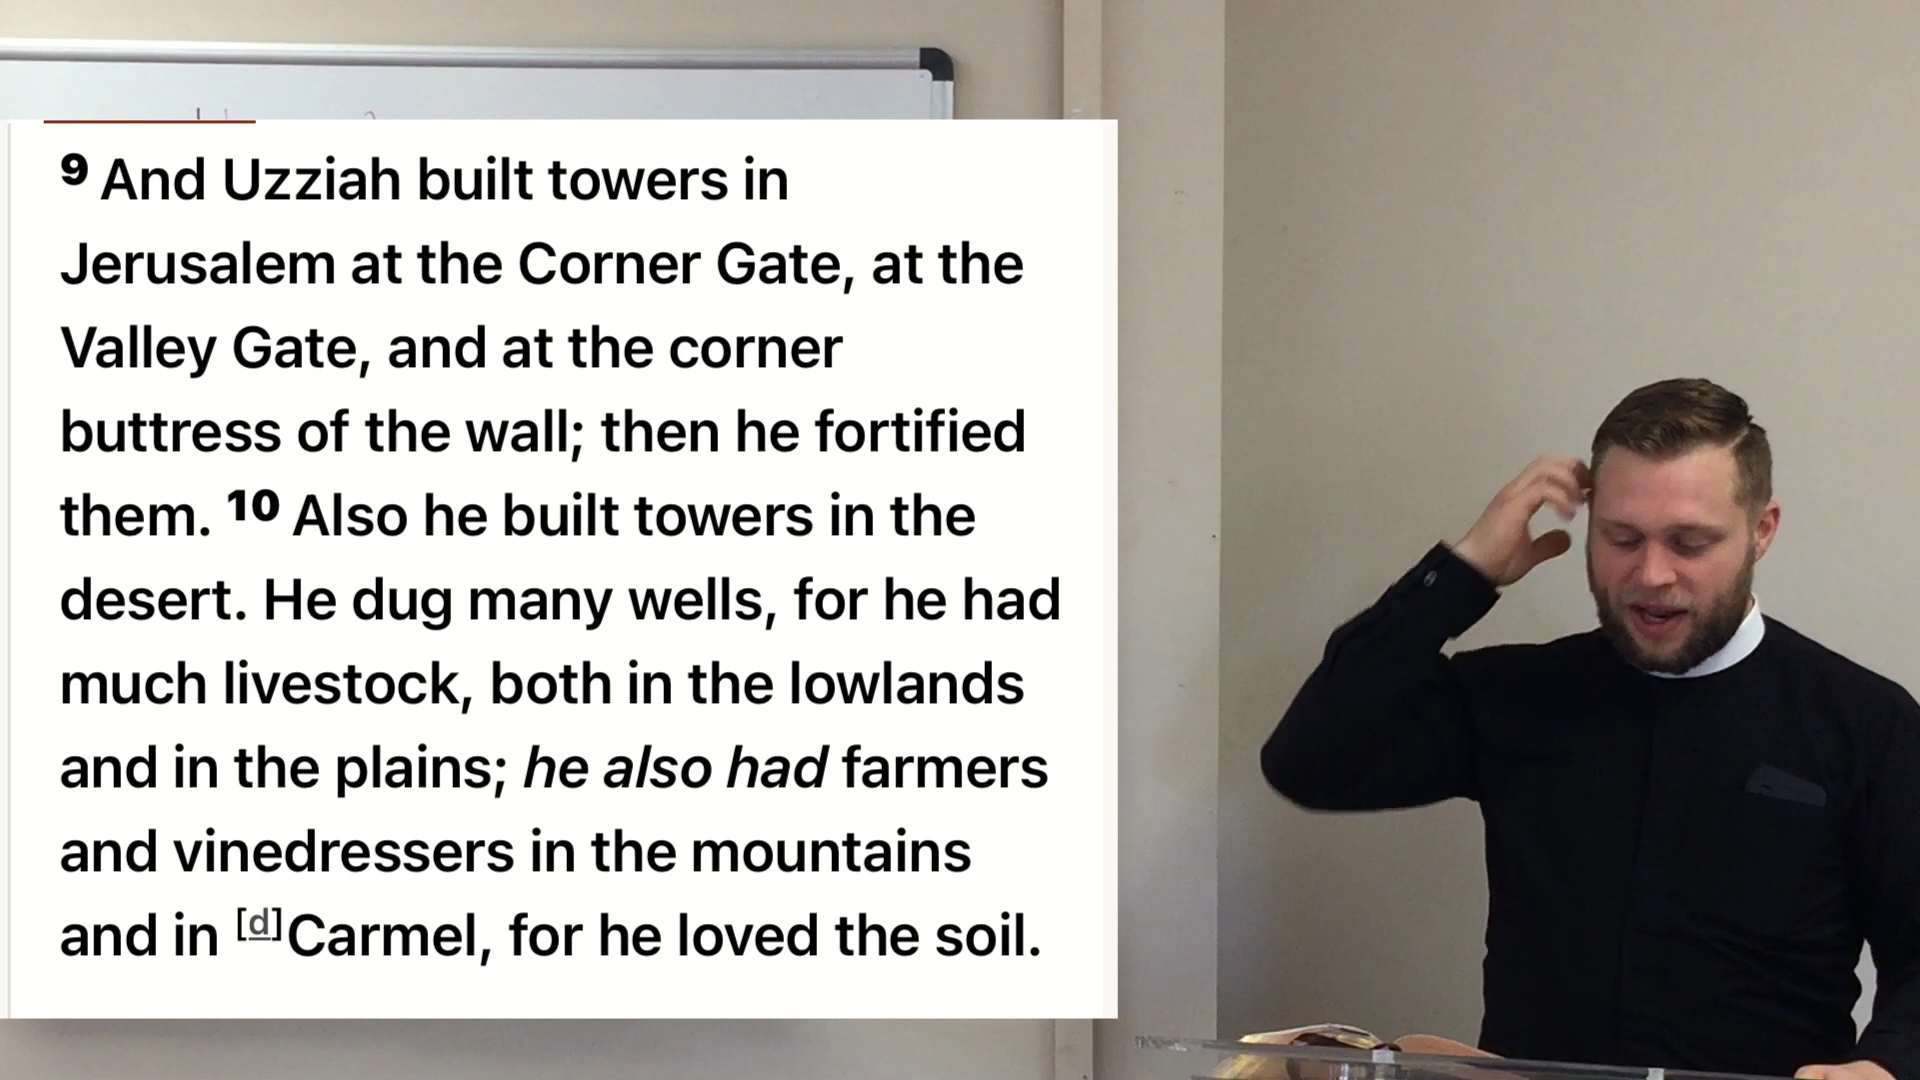 9 And Uzziah built towers in
Jerusalem at the Corner Gate, at the
Valley Gate, and at the corner
buttress of the wall; then he fortified
them. 10 Also he built towers in the
desert. He dug many wells, for he had
much livestock, both in the lowlands
and in the plains; he also had farmers
and vinedressers in the mountains
and in [d]Carmel, for he loved the soil.